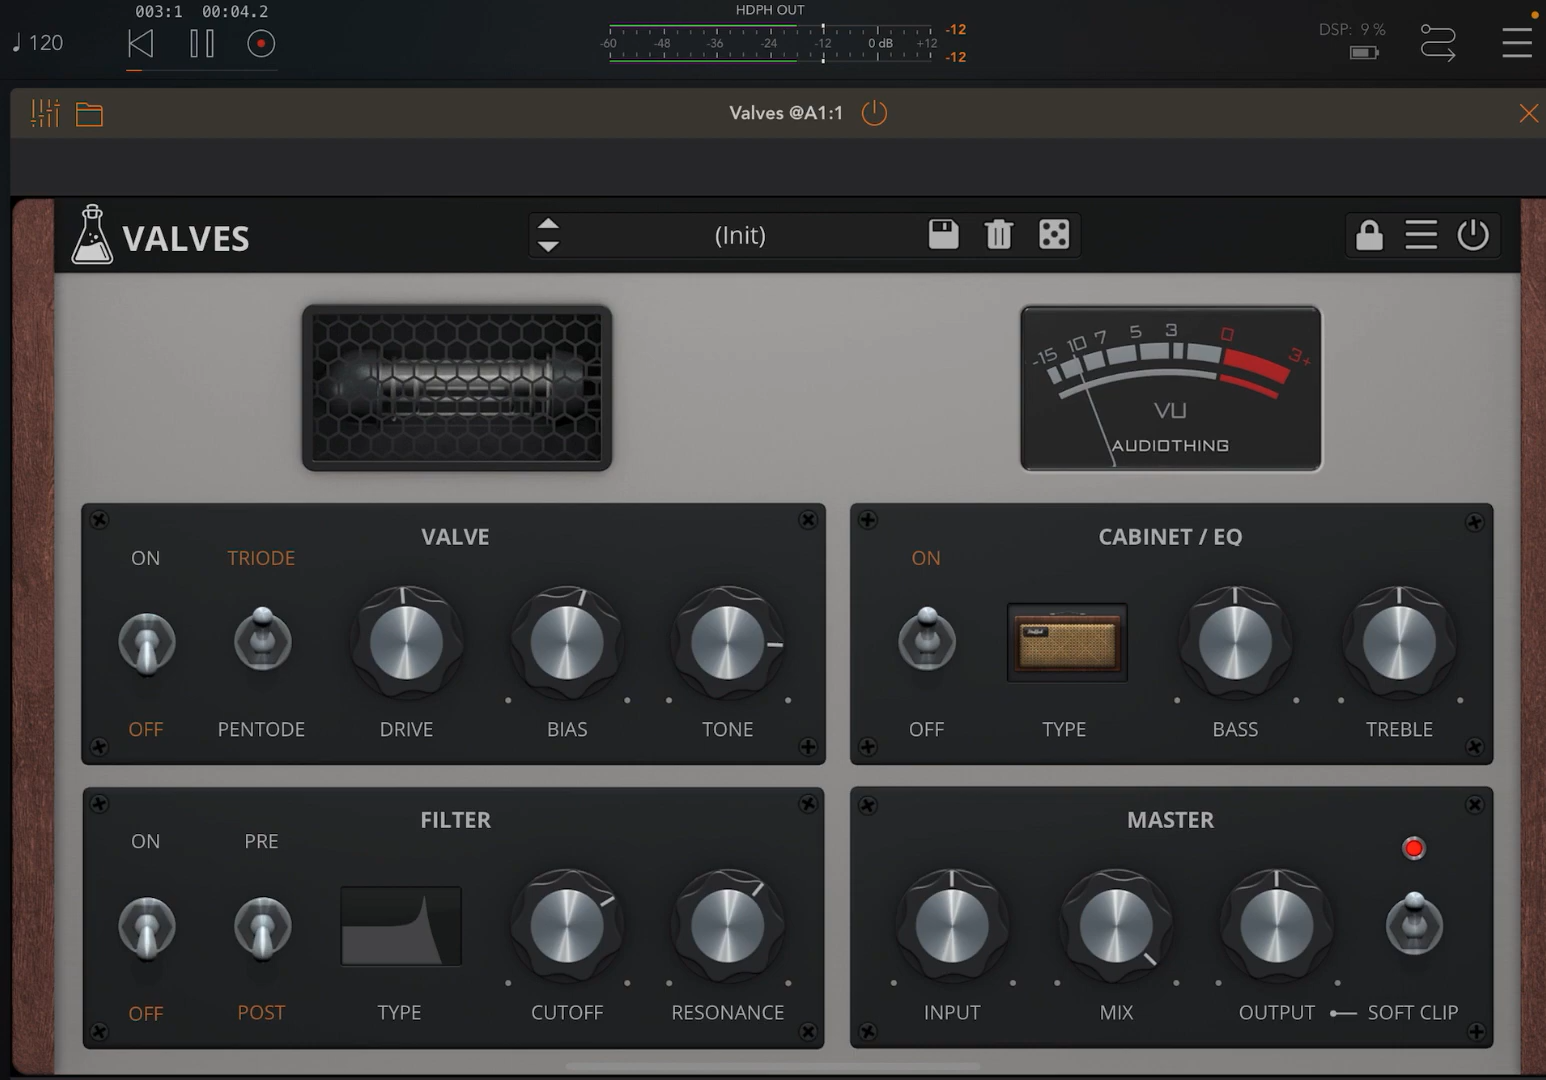 003:1 00:04.2
HDPH OUT
120
-60 -48 -36 -24 -12 0 dB +12
-12
-12
DSP: 9 %
Valves @A1:1
VALVES
(Init)
-15 10 7 5 3 0 3+
VU
AUDIOTHING
VALVE
ON TRIODE
OFF PENTODE DRIVE BIAS TONE
CABINET / EQ
ON
OFF TYPE BASS TREBLE
FILTER
ON PRE
OFF POST TYPE CUTOFF RESONANCE
MASTER
INPUT MIX OUTPUT SOFT CLIP